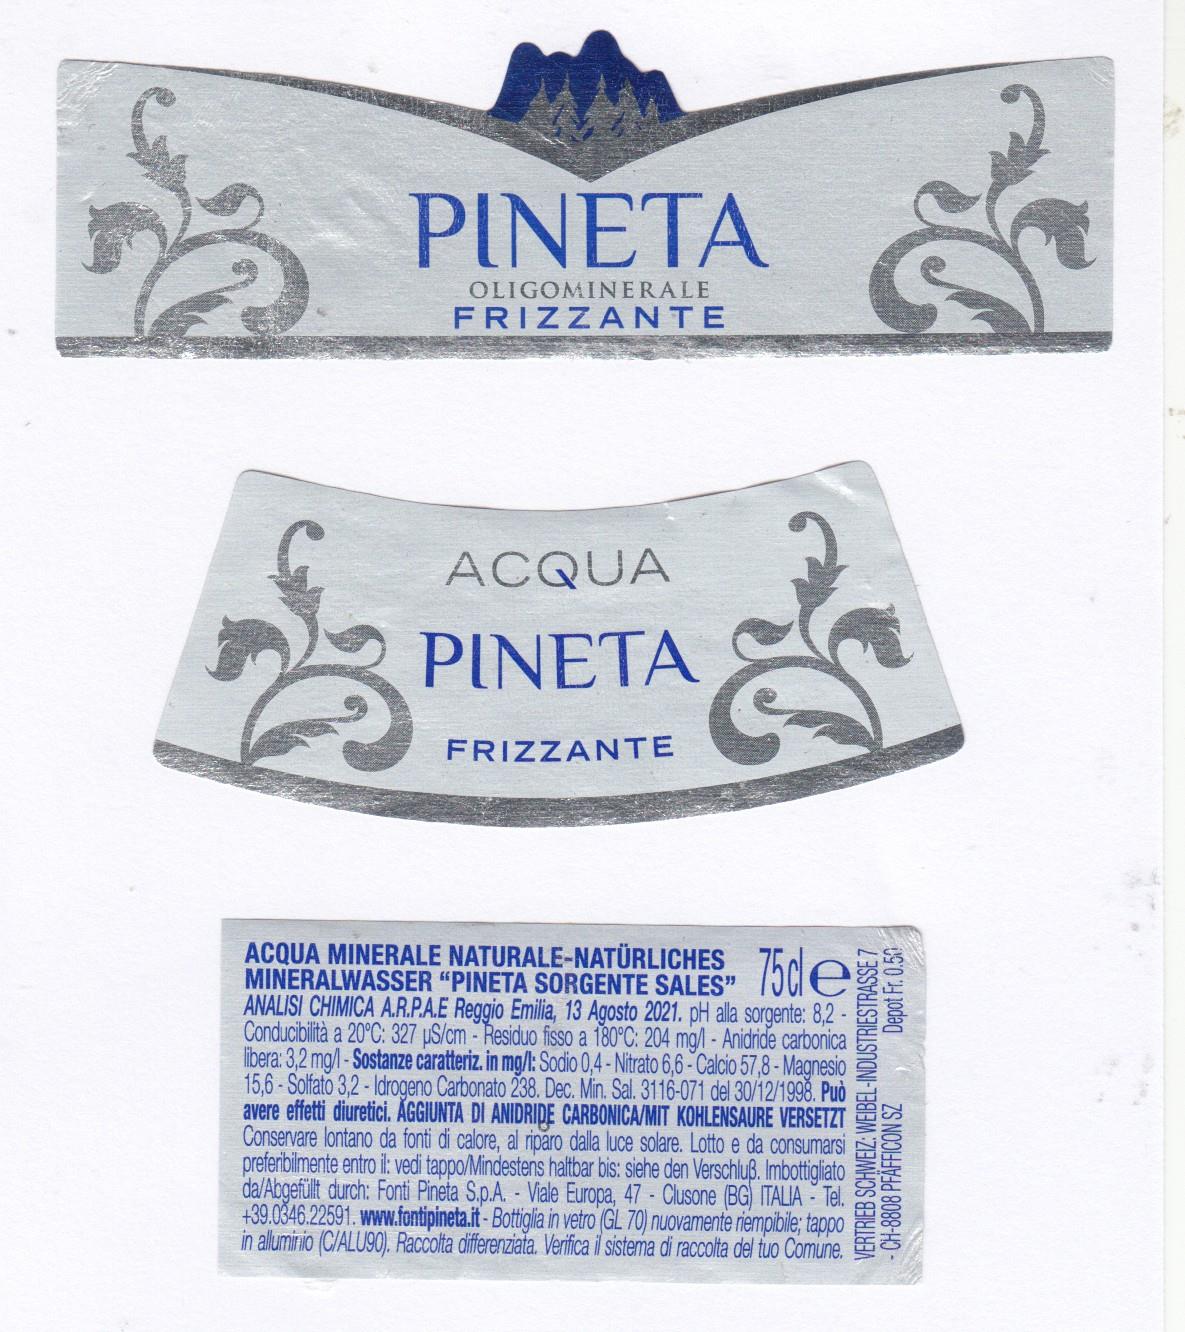 PINETA
OLIGOMINERALE
FRIZZANTE
ACQUA
PINETA
FRIZZANTE
ACQUA MINERALE NATURALE-NATÜRLICHES
MINERALWASSER “PINETA SORGENTE SALES”
75cl e
ANALISI CHIMICA A.R.P.A.E Reggio Emilia, 13 Agosto 2021. pH alla sorgente: 8,2 -
Conducibilità a 20°C: 327 µS/cm - Residuo fisso a 180°C: 204 mg/l - Anidride carbonica
libera: 3,2 mg/l - Sostanze caratteriz. in mg/l: Sodio 0,4 - Nitrato 6,6 - Calcio 57,8 - Magnesio
15,6 - Solfato 3,2 - Idrogeno Carbonato 238. Dec. Min. Sal. 3116-071 del 30/12/1998. Può
avere effetti diuretici. AGGIUNTA DI ANIDRIDE CARBONICA/MIT KOHLENSAURE VERSETZT
Conservare lontano da fonti di calore, al riparo dalla luce solare. Lotto e da consumarsi
preferibilmente entro il: vedi tappo/Mindestens haltbar bis: siehe den Verschluß. Imbottigliato
da/Abgefüllt durch: Fonti Pineta S.p.A. - Viale Europa, 47 - Clusone (BG) ITALIA - Tel.
+39.0346.22591. www.fontipineta.it - Bottiglia in vetro (GL 70) nuovamente riempibile; tappo
in alluminio (C/ALU90). Raccolta differenziata. Verifica il sistema di raccolta del tuo Comune.
VERTRIEB SCHWEIZ: WEIBEL-INDUSTRIESTRASSE 7
- CH-8808 PFÄFFICON SZ Depot Fr. 0.50